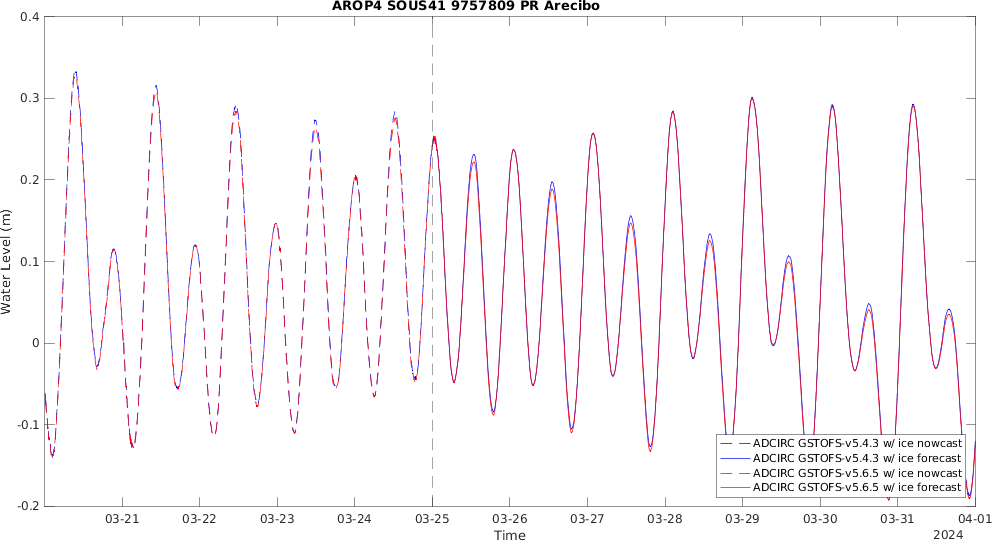 AROP4 SOUS41 9757809 PR Arecibo
0.4
0.3
0.2
0.1
0
-0.1
-0.2
Water Level (m)
ADCIRC GSTOFS-v5.4.3 w/ ice nowcast
ADCIRC GSTOFS-v5.4.3 w/ ice forecast
ADCIRC GSTOFS-v5.6.5 w/ ice nowcast
ADCIRC GSTOFS-v5.6.5 w/ ice forecast
03-21 03-22 03-23 03-24 03-25 03-26 03-27 03-28 03-29 03-30 03-31 04-01
Time
2024